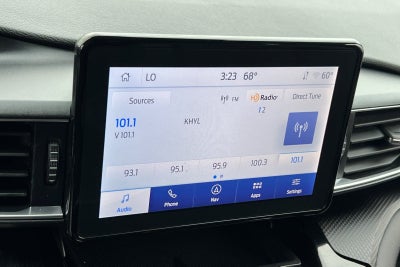 LO 3:23 68° 60°
Sources FM HD Radio Direct Tune
1 2
101.1 KHYL
V 101.1
93.1 95.1 95.9 100.3 101.1
Audio Phone Nav Apps Settings